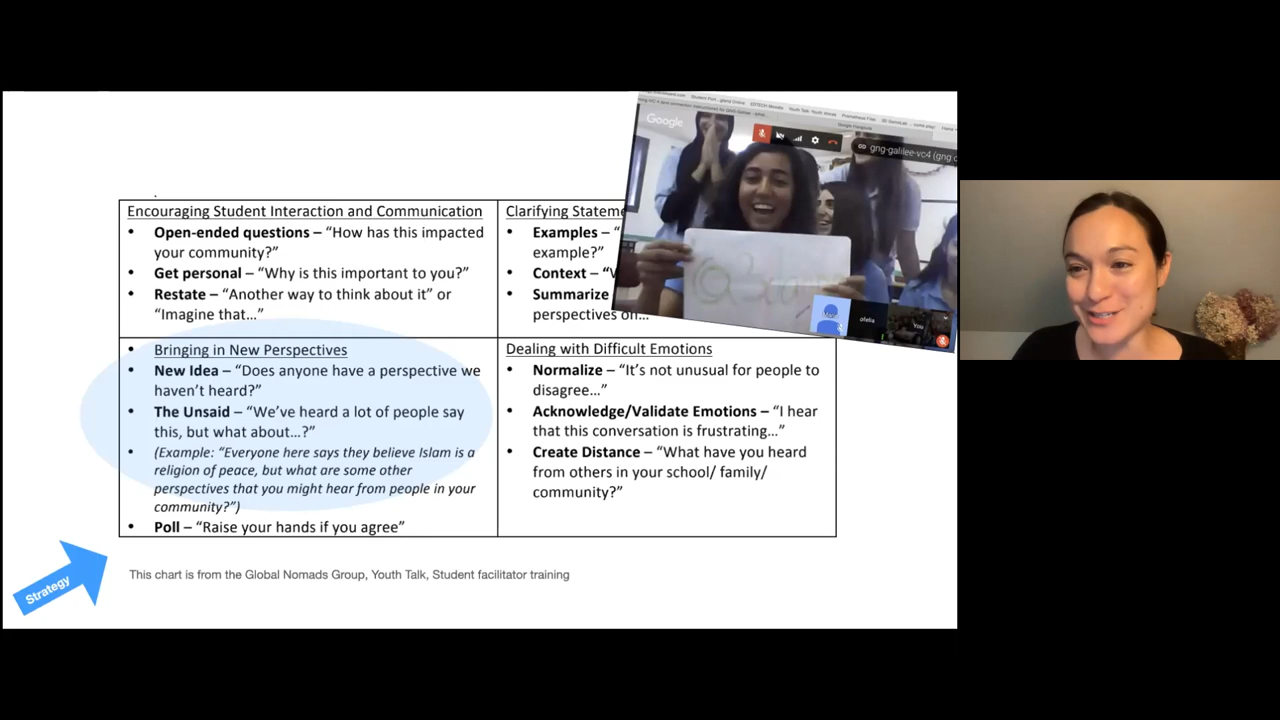 Encouraging Student Interaction and Communication
• Open-ended questions – “How has this impacted
your community?”
• Get personal – “Why is this important to you?”
• Restate – “Another way to think about it” or
“Imagine that…”
Clarifying Stateme
• Examples – “
example?”
• Context – “
• Summarize
perspectives on…
Google
gng-galilee-vc4 (gng
ofelia
You
• Bringing in New Perspectives
• New Idea – “Does anyone have a perspective we
haven’t heard?”
• The Unsaid – “We’ve heard a lot of people say
this, but what about…?”
• (Example: “Everyone here says they believe Islam is a
religion of peace, but what are some other
perspectives that you might hear from people in your
community?”)
• Poll – “Raise your hands if you agree”
Dealing with Difficult Emotions
• Normalize – “It’s not unusual for people to
disagree…”
• Acknowledge/Validate Emotions – “I hear
that this conversation is frustrating…”
• Create Distance – “What have you heard
from others in your school/ family/
community?”
Strategy
This chart is from the Global Nomads Group, Youth Talk, Student facilitator training